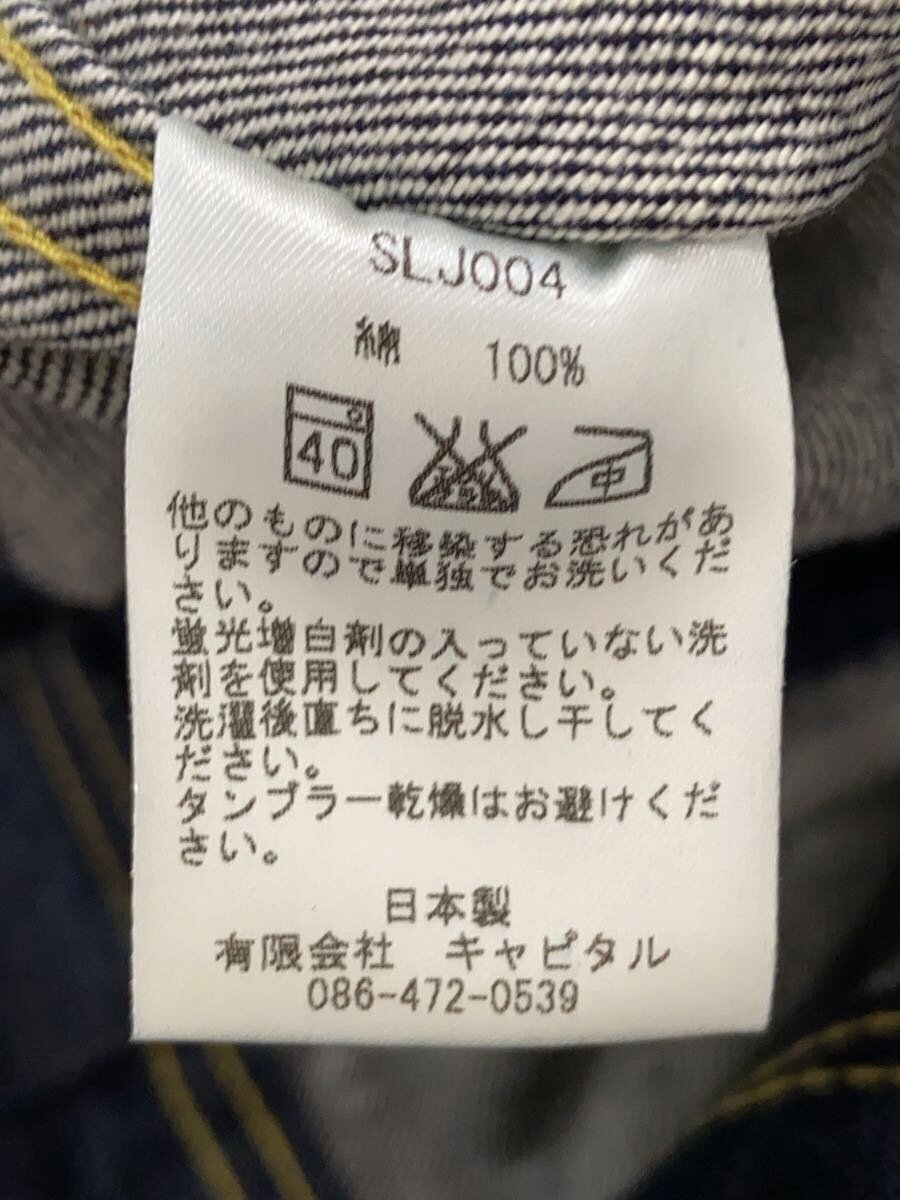 SLJ004
綿 100%
40 中
他のものに移染する恐れがあ
りますので単独でお洗いくだ
さい。
蛍光増白剤の入っていない洗
剤を使用してください。
洗濯後直ちに脱水し干してく
ださい。
タンブラー乾燥はお避けくだ
さい。
日本製
有限会社 キャピタル
086-472-0539